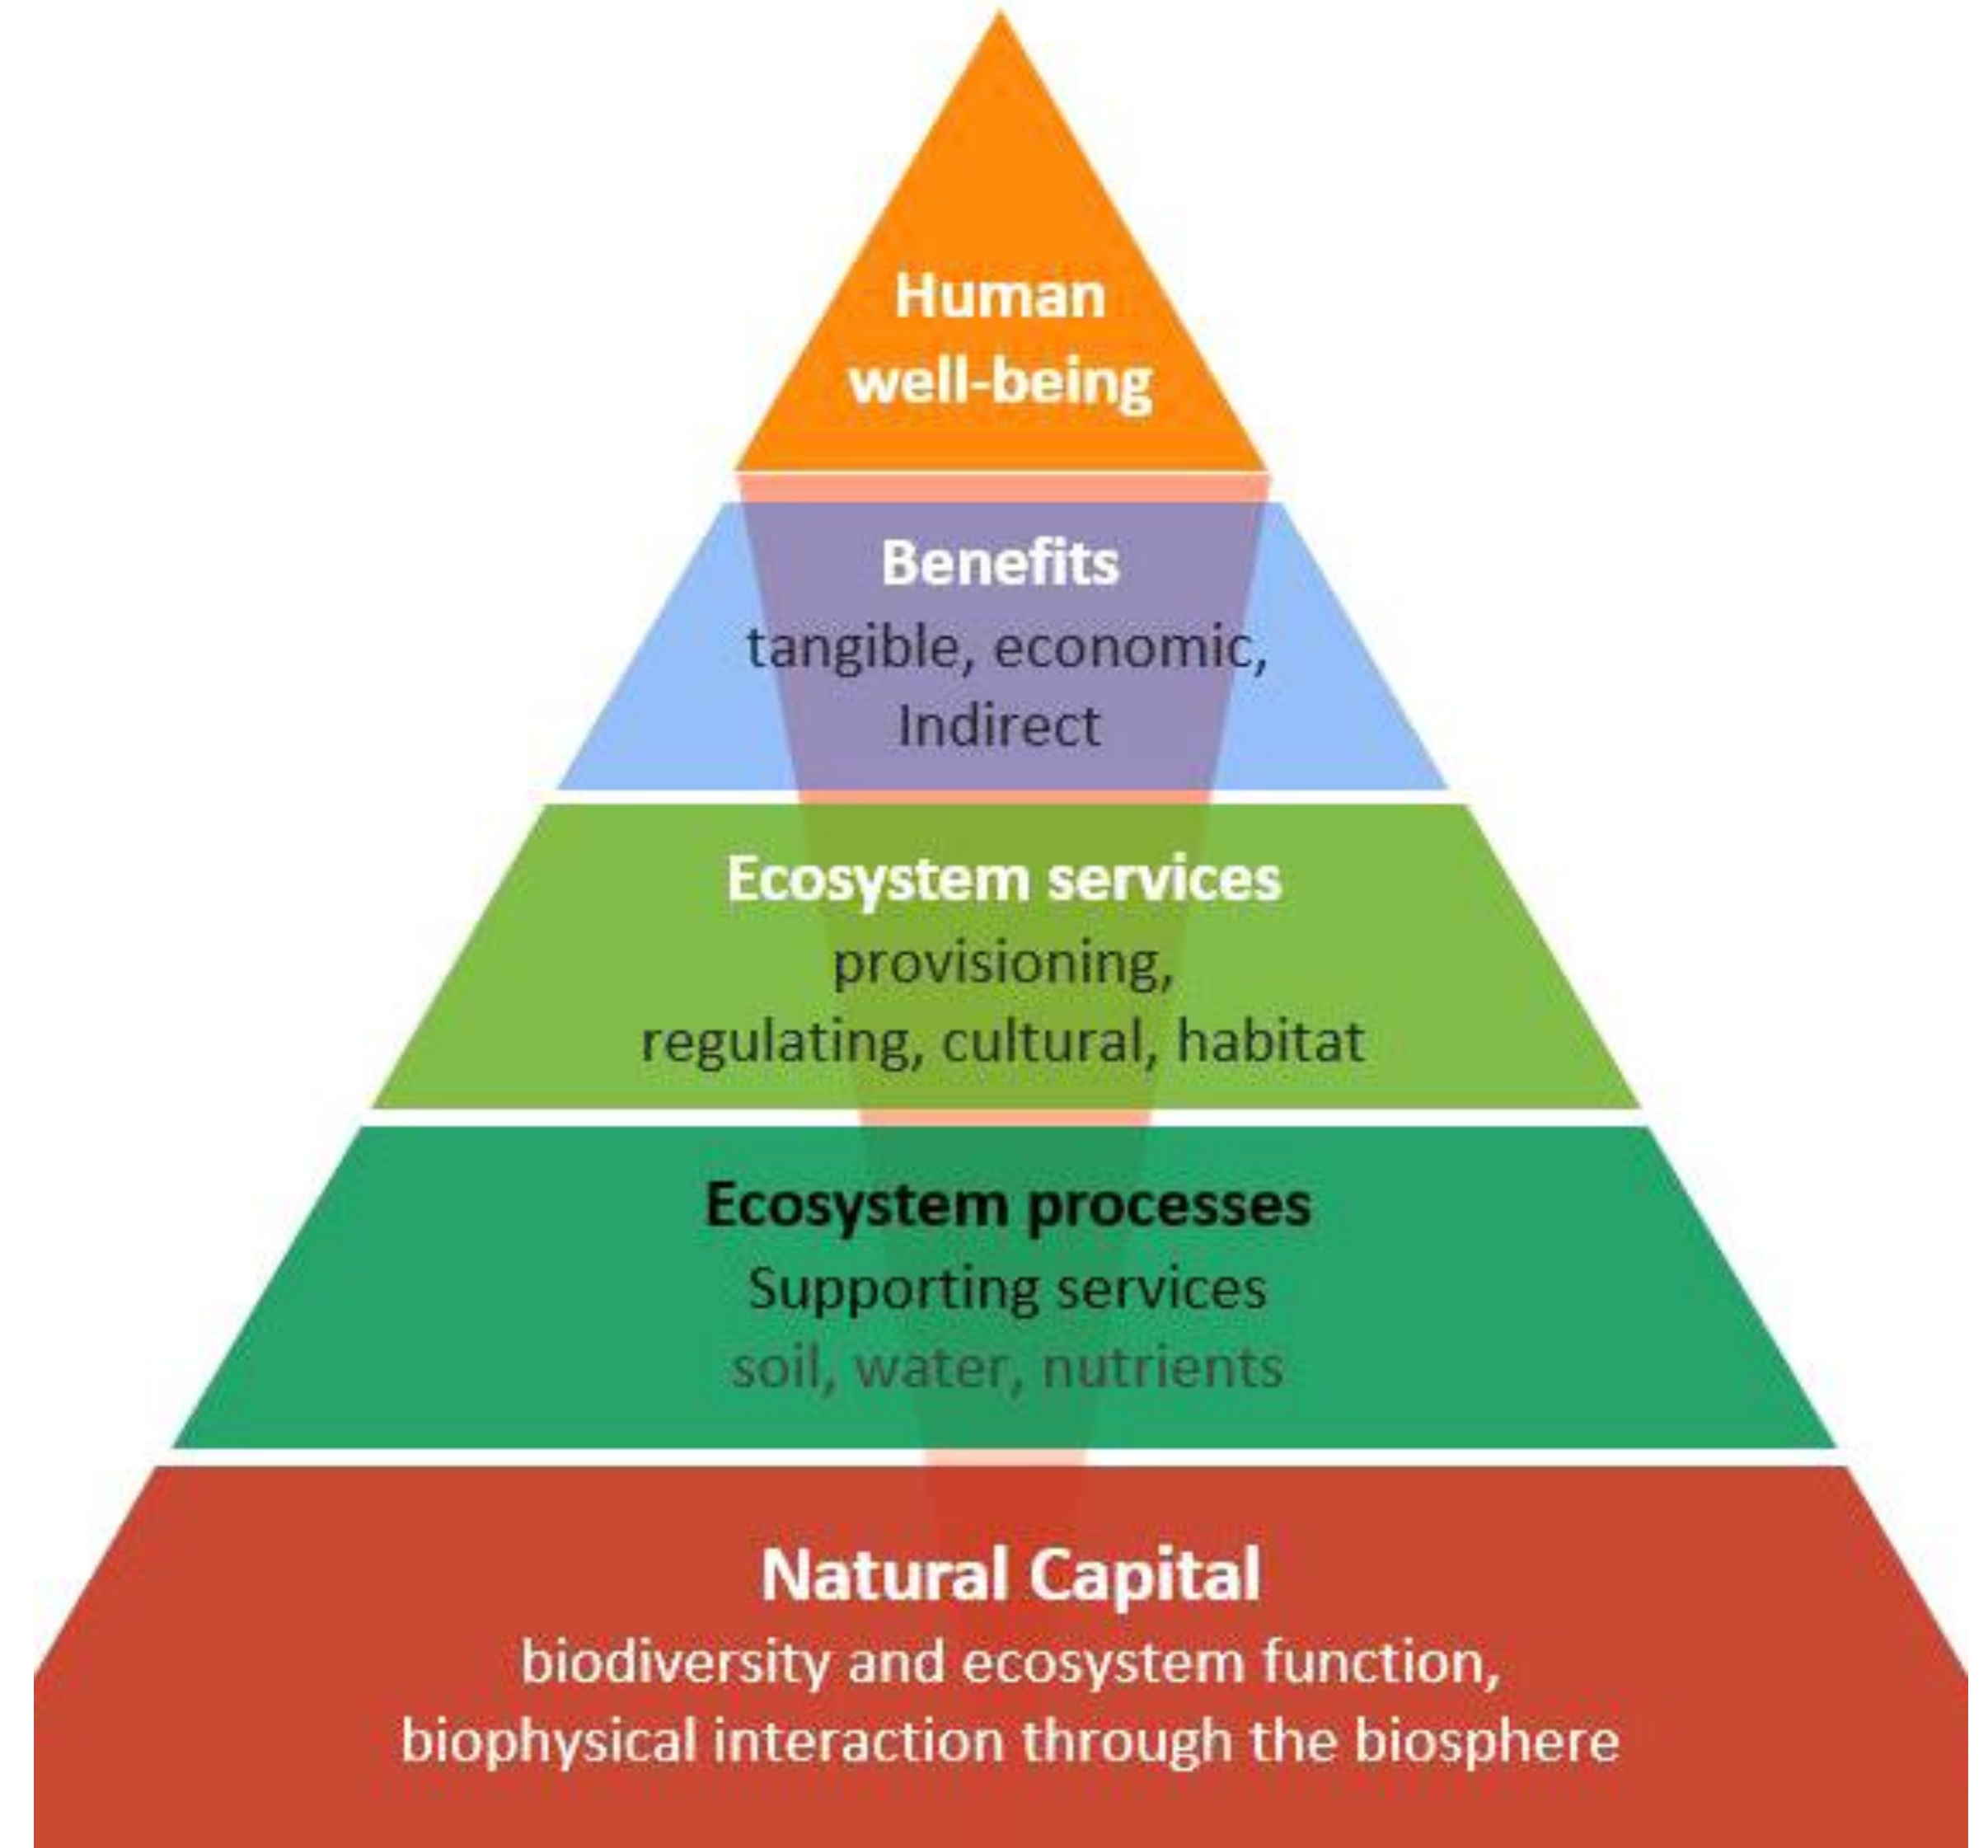 Human
well-being
Benefits
tangible, economic,
Indirect
Ecosystem services
provisioning,
regulating, cultural, habitat
Ecosystem processes
Supporting services
soil, water, nutrients
Natural Capital
biodiversity and ecosystem function,
biophysical interaction through the biosphere